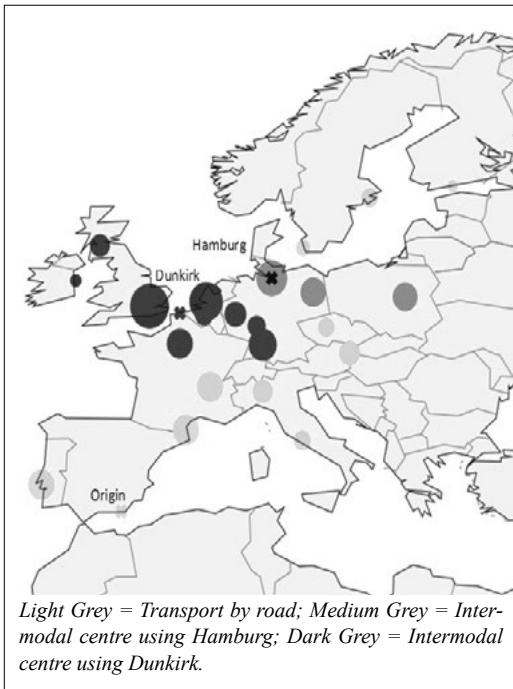 Hamburg
Dunkirk
Origin
Light Grey = Transport by road; Medium Grey = Inter-
modal centre using Hamburg; Dark Grey = Intermodal
centre using Dunkirk.